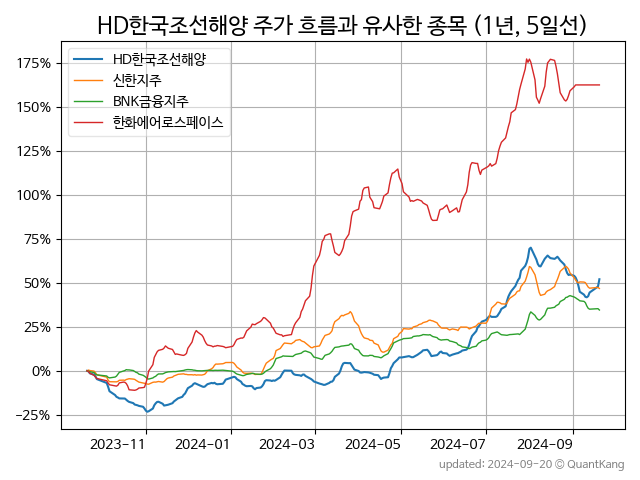 HD한국조선해양 주가 흐름과 유사한 종목 (1년, 5일선)
HD한국조선해양
신한지주
BNK금융지주
한화에어로스페이스
175%
150%
125%
100%
75%
50%
25%
0%
−25%
2023-11
2024-01
2024-03
2024-05
2024-07
2024-09
updated: 2024-09-20 © QuantKang